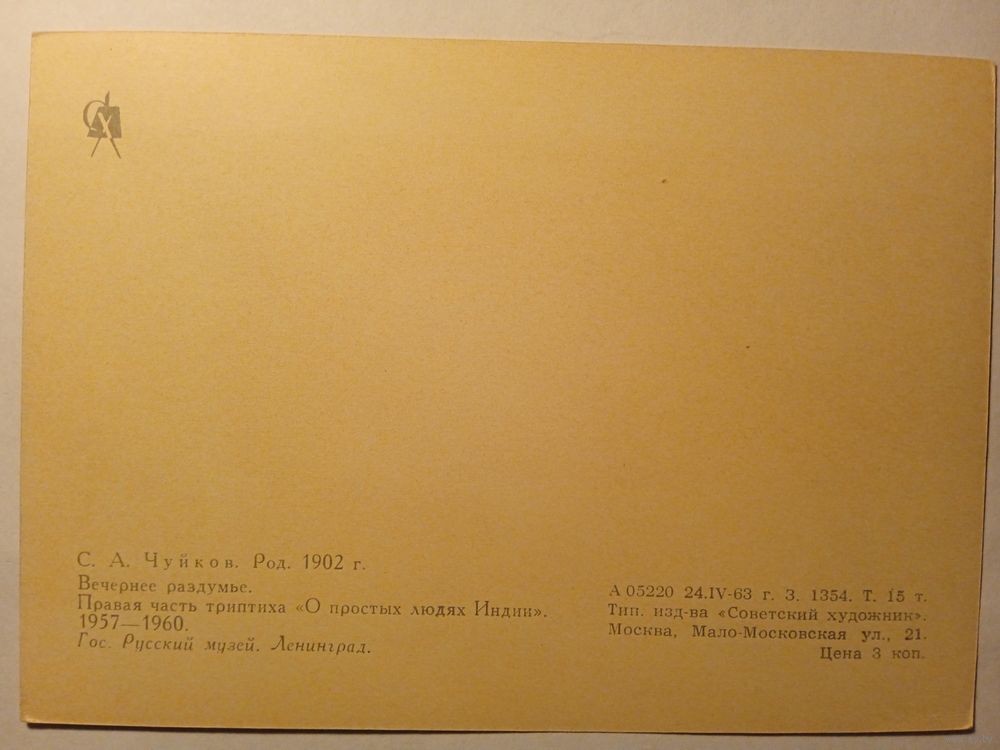 СХ
С. А. Чуйков. Род. 1902 г.
Вечернее раздумье.
Правая часть триптиха «О простых людях Индии».
1957—1960.
Гос. Русский музей. Ленинград.
А 05220 24.IV-63 г. З. 1354. Т. 15 т.
Тип. изд-ва «Советский художник».
Москва, Мало-Московская ул., 21.
Цена 3 коп.